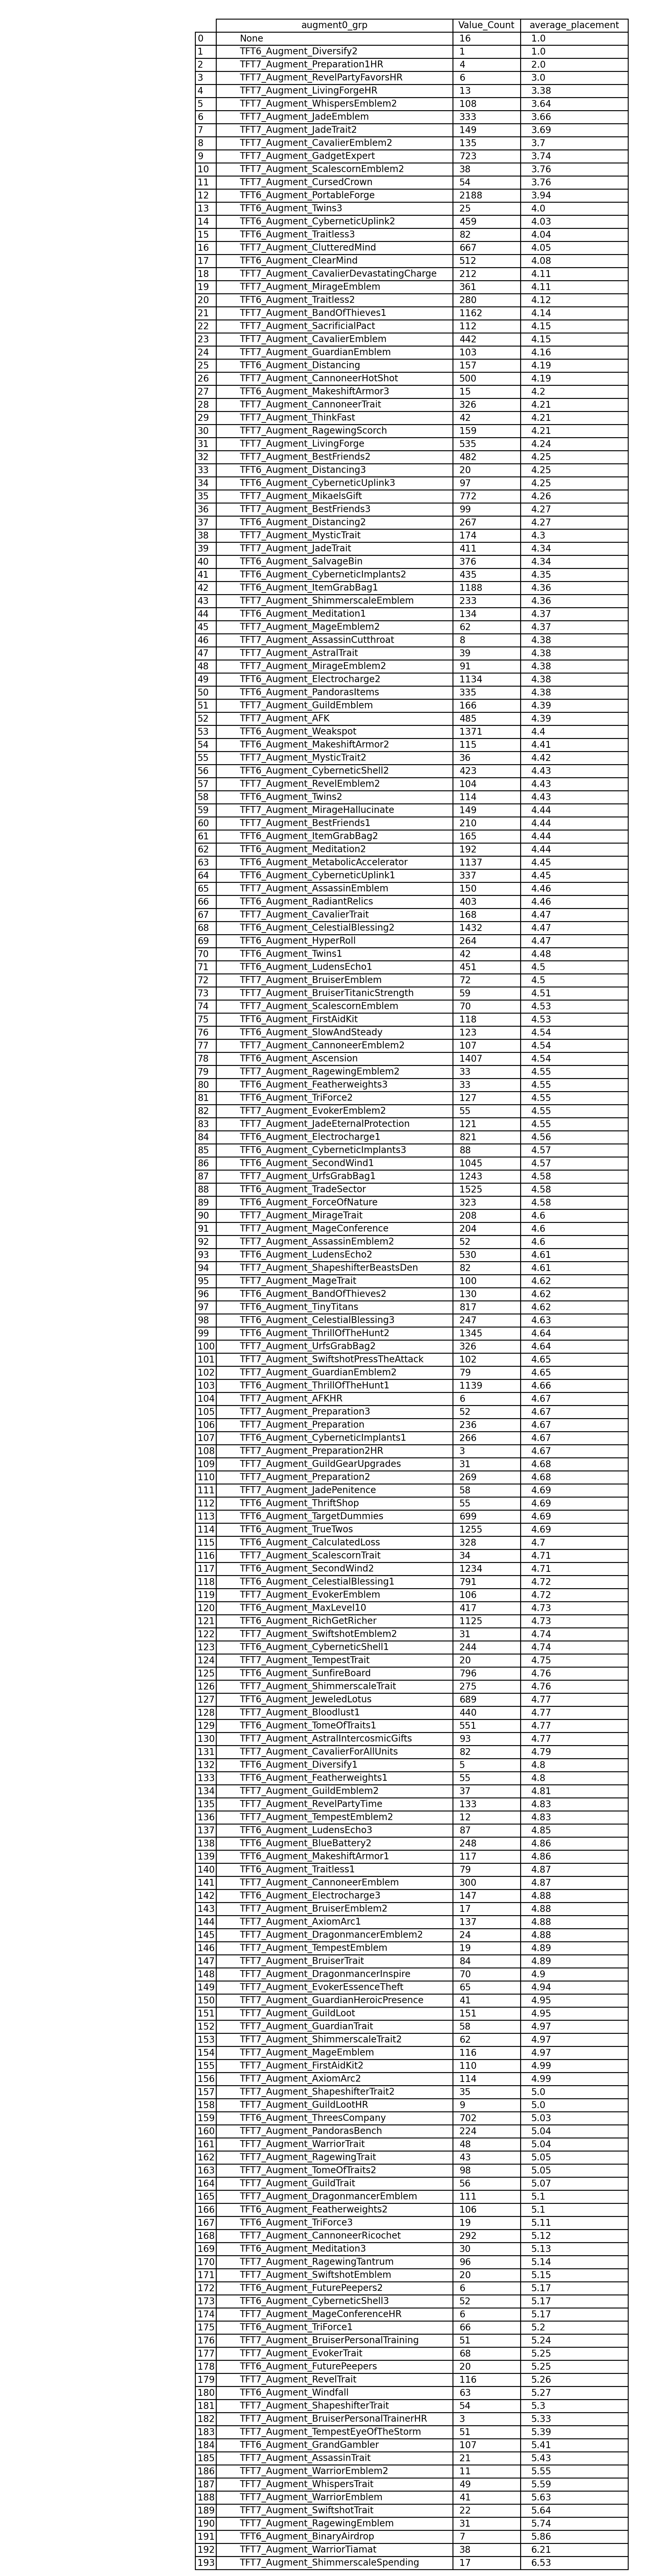 augment0_grp Value_Count average_placement
0 None 16 1.0
1 TFT6_Augment_Diversify2 1 1.0
2 TFT7_Augment_Preparation1HR 4 2.0
3 TFT7_Augment_RevelPartyFavorsHR 6 3.0
4 TFT7_Augment_LivingForgeHR 13 3.38
5 TFT7_Augment_WhispersEmblem2 108 3.64
6 TFT7_Augment_JadeEmblem 333 3.66
7 TFT7_Augment_JadeTrait2 149 3.69
8 TFT7_Augment_CavalierEmblem2 135 3.7
9 TFT7_Augment_GadgetExpert 723 3.74
10 TFT7_Augment_ScalescornEmblem2 38 3.76
11 TFT7_Augment_CursedCrown 54 3.76
12 TFT6_Augment_PortableForge 2188 3.94
13 TFT6_Augment_Twins3 25 4.0
14 TFT6_Augment_CyberneticUplink2 459 4.03
15 TFT6_Augment_Traitless3 82 4.04
16 TFT7_Augment_ClutteredMind 667 4.05
17 TFT6_Augment_ClearMind 512 4.08
18 TFT7_Augment_CavalierDevastatingCharge 212 4.11
19 TFT7_Augment_MirageEmblem 361 4.11
20 TFT6_Augment_Traitless2 280 4.12
21 TFT7_Augment_BandOfThieves1 1162 4.14
22 TFT7_Augment_SacrificialPact 112 4.15
23 TFT7_Augment_CavalierEmblem 442 4.15
24 TFT7_Augment_GuardianEmblem 103 4.16
25 TFT6_Augment_Distancing 157 4.19
26 TFT7_Augment_CannoneerHotShot 500 4.19
27 TFT6_Augment_MakeshiftArmor3 15 4.2
28 TFT7_Augment_CannoneerTrait 326 4.21
29 TFT7_Augment_ThinkFast 42 4.21
30 TFT7_Augment_RagewingScorch 159 4.21
31 TFT7_Augment_LivingForge 535 4.24
32 TFT7_Augment_BestFriends2 482 4.25
33 TFT6_Augment_Distancing3 20 4.25
34 TFT6_Augment_CyberneticUplink3 97 4.25
35 TFT7_Augment_MikaelsGift 772 4.26
36 TFT7_Augment_BestFriends3 99 4.27
37 TFT6_Augment_Distancing2 267 4.27
38 TFT7_Augment_MysticTrait 174 4.3
39 TFT7_Augment_JadeTrait 411 4.34
40 TFT6_Augment_SalvageBin 376 4.34
41 TFT6_Augment_CyberneticImplants2 435 4.35
42 TFT6_Augment_ItemGrabBag1 1188 4.36
43 TFT7_Augment_ShimmerscaleEmblem 233 4.36
44 TFT6_Augment_Meditation1 134 4.37
45 TFT7_Augment_MageEmblem2 62 4.37
46 TFT7_Augment_AssassinCutthroat 8 4.38
47 TFT7_Augment_AstralTrait 39 4.38
48 TFT7_Augment_MirageEmblem2 91 4.38
49 TFT6_Augment_Electrocharge2 1134 4.38
50 TFT6_Augment_PandorasItems 335 4.38
51 TFT7_Augment_GuildEmblem 166 4.39
52 TFT7_Augment_AFK 485 4.39
53 TFT6_Augment_Weakspot 1371 4.4
54 TFT6_Augment_MakeshiftArmor2 115 4.41
55 TFT7_Augment_MysticTrait2 36 4.42
56 TFT6_Augment_CyberneticShell2 423 4.43
57 TFT7_Augment_RevelEmblem2 104 4.43
58 TFT6_Augment_Twins2 114 4.43
59 TFT7_Augment_MirageHallucinate 149 4.44
60 TFT7_Augment_BestFriends1 210 4.44
61 TFT6_Augment_ItemGrabBag2 165 4.44
62 TFT6_Augment_Meditation2 192 4.44
63 TFT6_Augment_MetabolicAccelerator 1137 4.45
64 TFT6_Augment_CyberneticUplink1 337 4.45
65 TFT7_Augment_AssassinEmblem 150 4.46
66 TFT6_Augment_RadiantRelics 403 4.46
67 TFT7_Augment_CavalierTrait 168 4.47
68 TFT6_Augment_CelestialBlessing2 1432 4.47
69 TFT6_Augment_HyperRoll 264 4.47
70 TFT6_Augment_Twins1 42 4.48
71 TFT6_Augment_LudensEcho1 451 4.5
72 TFT7_Augment_BruiserEmblem 72 4.5
73 TFT7_Augment_BruiserTitanicStrength 59 4.51
74 TFT7_Augment_ScalescornEmblem 70 4.53
75 TFT6_Augment_FirstAidKit 118 4.53
76 TFT6_Augment_SlowAndSteady 123 4.54
77 TFT7_Augment_CannoneerEmblem2 107 4.54
78 TFT6_Augment_Ascension 1407 4.54
79 TFT7_Augment_RagewingEmblem2 33 4.55
80 TFT6_Augment_Featherweights3 33 4.55
81 TFT6_Augment_TriForce2 127 4.55
82 TFT7_Augment_EvokerEmblem2 55 4.55
83 TFT7_Augment_JadeEternalProtection 121 4.55
84 TFT6_Augment_Electrocharge1 821 4.56
85 TFT6_Augment_CyberneticImplants3 88 4.57
86 TFT6_Augment_SecondWind1 1045 4.57
87 TFT7_Augment_UrfsGrabBag1 1243 4.58
88 TFT6_Augment_TradeSector 1525 4.58
89 TFT6_Augment_ForceOfNature 323 4.58
90 TFT7_Augment_MirageTrait 208 4.6
91 TFT7_Augment_MageConference 204 4.6
92 TFT7_Augment_AssassinEmblem2 52 4.6
93 TFT6_Augment_LudensEcho2 530 4.61
94 TFT7_Augment_ShapeshifterBeastsDen 82 4.61
95 TFT7_Augment_MageTrait 100 4.62
96 TFT6_Augment_BandOfThieves2 130 4.62
97 TFT6_Augment_TinyTitans 817 4.62
98 TFT6_Augment_CelestialBlessing3 247 4.63
99 TFT6_Augment_ThrillOfTheHunt2 1345 4.64
100 TFT7_Augment_UrfsGrabBag2 326 4.64
101 TFT7_Augment_SwiftshotPressTheAttack 102 4.65
102 TFT7_Augment_GuardianEmblem2 79 4.65
103 TFT6_Augment_ThrillOfTheHunt1 1139 4.66
104 TFT7_Augment_AFKHR 6 4.67
105 TFT7_Augment_Preparation3 52 4.67
106 TFT7_Augment_Preparation 236 4.67
107 TFT6_Augment_CyberneticImplants1 266 4.67
108 TFT7_Augment_Preparation2HR 3 4.67
109 TFT7_Augment_GuildGearUpgrades 31 4.68
110 TFT7_Augment_Preparation2 269 4.68
111 TFT7_Augment_JadePenitence 58 4.69
112 TFT6_Augment_ThriftShop 55 4.69
113 TFT6_Augment_TargetDummies 699 4.69
114 TFT6_Augment_TrueTwos 1255 4.69
115 TFT6_Augment_CalculatedLoss 328 4.7
116 TFT7_Augment_ScalescornTrait 34 4.71
117 TFT6_Augment_SecondWind2 1234 4.71
118 TFT6_Augment_CelestialBlessing1 791 4.72
119 TFT7_Augment_EvokerEmblem 106 4.72
120 TFT7_Augment_MaxLevel10 417 4.73
121 TFT6_Augment_RichGetRicher 1125 4.73
122 TFT7_Augment_SwiftshotEmblem2 31 4.74
123 TFT6_Augment_CyberneticShell1 244 4.74
124 TFT7_Augment_TempestTrait 20 4.75
125 TFT6_Augment_SunfireBoard 796 4.76
126 TFT7_Augment_ShimmerscaleTrait 275 4.76
127 TFT6_Augment_JeweledLotus 689 4.77
128 TFT7_Augment_Bloodlust1 440 4.77
129 TFT6_Augment_TomeOfTraits1 551 4.77
130 TFT7_Augment_AstralIntercosmicGifts 93 4.77
131 TFT7_Augment_CavalierForAllUnits 82 4.79
132 TFT6_Augment_Diversify1 5 4.8
133 TFT6_Augment_Featherweights1 55 4.8
134 TFT7_Augment_GuildEmblem2 37 4.81
135 TFT7_Augment_RevelPartyTime 133 4.83
136 TFT7_Augment_TempestEmblem2 12 4.83
137 TFT6_Augment_LudensEcho3 87 4.85
138 TFT6_Augment_BlueBattery2 248 4.86
139 TFT6_Augment_MakeshiftArmor1 117 4.86
140 TFT6_Augment_Traitless1 79 4.87
141 TFT7_Augment_CannoneerEmblem 300 4.87
142 TFT6_Augment_Electrocharge3 147 4.88
143 TFT7_Augment_BruiserEmblem2 17 4.88
144 TFT7_Augment_AxiomArc1 137 4.88
145 TFT7_Augment_DragonmancerEmblem2 24 4.88
146 TFT7_Augment_TempestEmblem 19 4.89
147 TFT7_Augment_BruiserTrait 84 4.89
148 TFT7_Augment_DragonmancerInspire 70 4.9
149 TFT7_Augment_EvokerEssenceTheft 65 4.94
150 TFT7_Augment_GuardianHeroicPresence 41 4.95
151 TFT7_Augment_GuildLoot 151 4.95
152 TFT7_Augment_GuardianTrait 58 4.97
153 TFT7_Augment_ShimmerscaleTrait2 62 4.97
154 TFT7_Augment_MageEmblem 116 4.97
155 TFT7_Augment_FirstAidKit2 110 4.99
156 TFT7_Augment_AxiomArc2 114 4.99
157 TFT7_Augment_ShapeshifterTrait2 35 5.0
158 TFT7_Augment_GuildLootHR 9 5.0
159 TFT6_Augment_ThreesCompany 702 5.03
160 TFT7_Augment_PandorasBench 224 5.04
161 TFT7_Augment_WarriorTrait 48 5.04
162 TFT7_Augment_RagewingTrait 43 5.05
163 TFT6_Augment_TomeOfTraits2 98 5.05
164 TFT7_Augment_GuildTrait 56 5.07
165 TFT7_Augment_DragonmancerEmblem 111 5.1
166 TFT6_Augment_Featherweights2 106 5.1
167 TFT6_Augment_TriForce3 19 5.11
168 TFT7_Augment_CannoneerRicochet 292 5.12
169 TFT6_Augment_Meditation3 30 5.13
170 TFT7_Augment_RagewingTantrum 96 5.14
171 TFT7_Augment_SwiftshotEmblem 20 5.15
172 TFT6_Augment_FuturePeepers2 6 5.17
173 TFT6_Augment_CyberneticShell3 52 5.17
174 TFT7_Augment_MageConferenceHR 6 5.17
175 TFT6_Augment_TriForce1 66 5.2
176 TFT7_Augment_BruiserPersonalTraining 51 5.24
177 TFT7_Augment_EvokerTrait 68 5.25
178 TFT6_Augment_FuturePeepers 20 5.25
179 TFT7_Augment_RevelTrait 116 5.26
180 TFT6_Augment_Windfall 63 5.27
181 TFT7_Augment_ShapeshifterTrait 54 5.3
182 TFT7_Augment_BruiserPersonalTrainerHR 3 5.33
183 TFT7_Augment_TempestEyeOfTheStorm 51 5.39
184 TFT6_Augment_GrandGambler 107 5.41
185 TFT7_Augment_AssassinTrait 21 5.43
186 TFT7_Augment_WarriorEmblem2 11 5.55
187 TFT7_Augment_WhispersTrait 49 5.59
188 TFT7_Augment_WarriorEmblem 41 5.63
189 TFT7_Augment_SwiftshotTrait 22 5.64
190 TFT7_Augment_RagewingEmblem 31 5.74
191 TFT6_Augment_BinaryAirdrop 7 5.86
192 TFT7_Augment_WarriorTiamat 38 6.21
193 TFT7_Augment_ShimmerscaleSpending 17 6.53